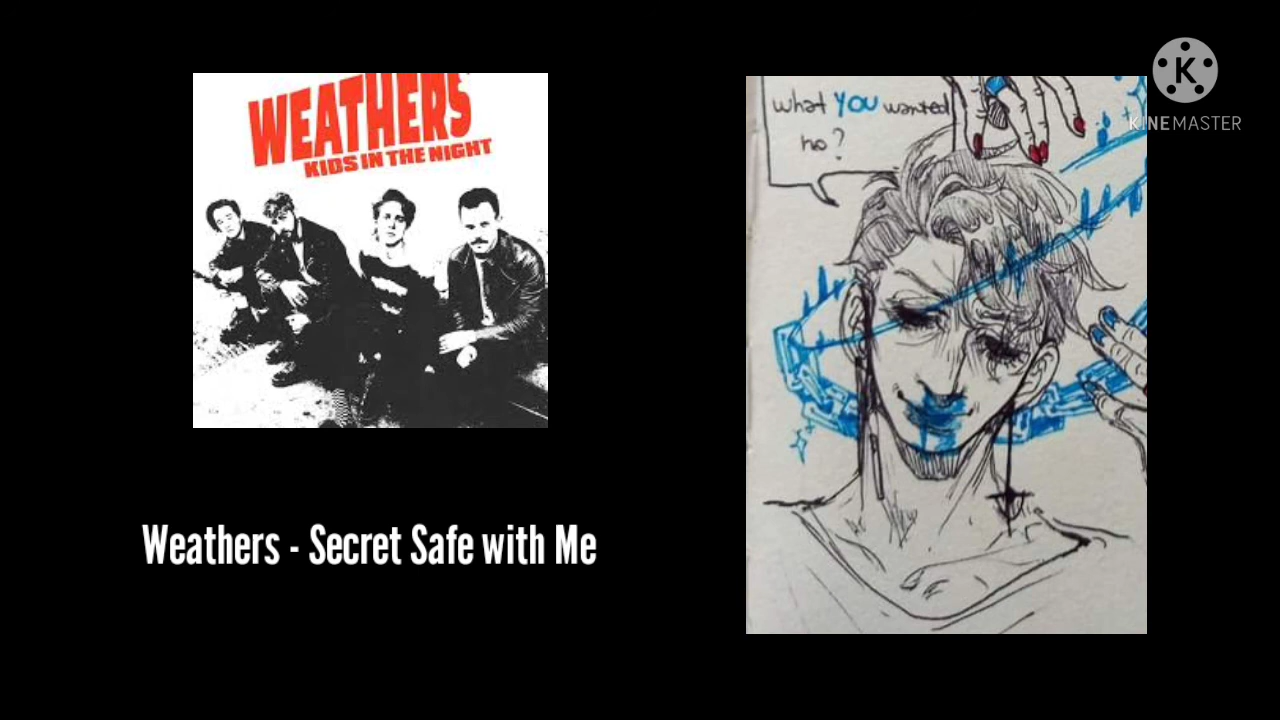 WEATHERS
KIDS IN THE NIGHT
what YOU wanted
no?
K
KINEMASTER
Weathers - Secret Safe with Me